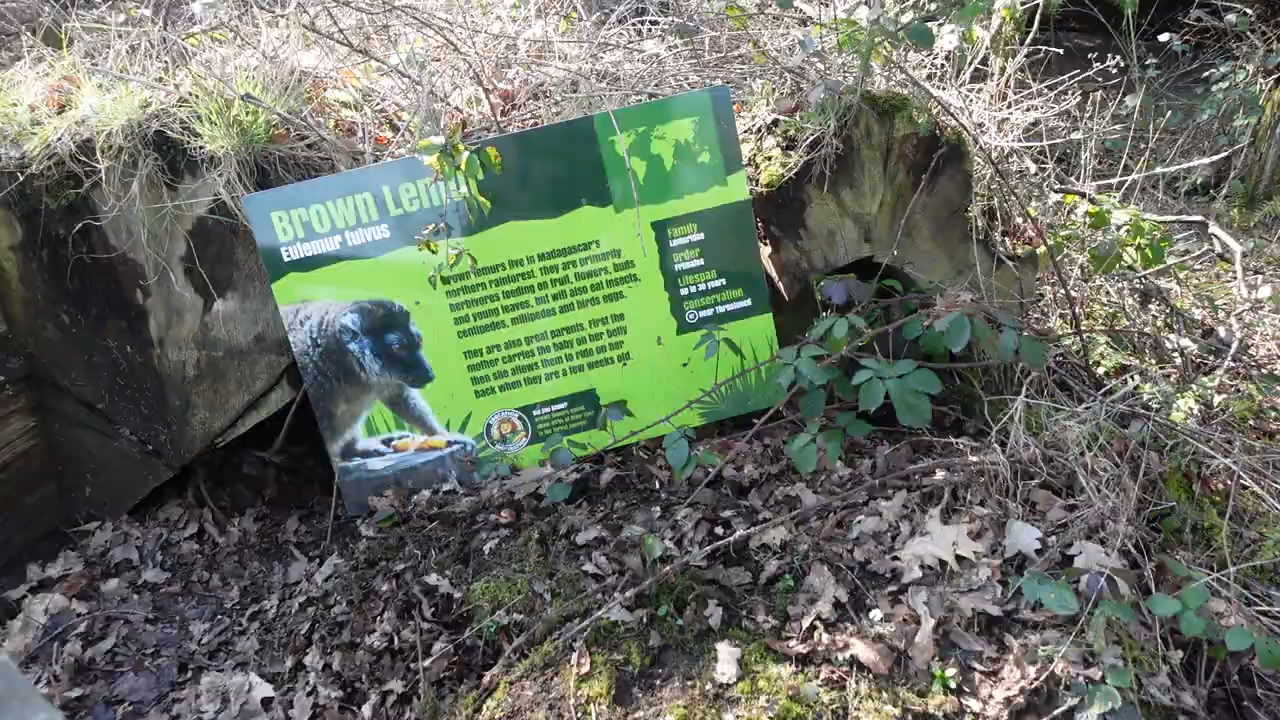 Brown Lemur
Eulemur fulvus
Brown lemurs live in Madagascar's
northern rainforest. They are primarily
herbivores feeding on fruit, flowers, buds
and young leaves, but will also eat insects,
centipedes, millipedes and birds eggs.
They are also great parents. First the
mother carries the baby on her belly
then she allows them to ride on her
back when they are a few weeks old.
Family
Lemuridae
Order
Primates
Lifespan
Up to 30 years
Conservation
NT Near Threatened
Did you know?